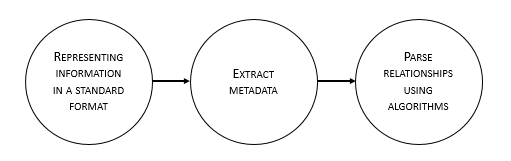 Representing
information
in a standard
format
Extract
metadata
Parse
relationships
using
algorithms